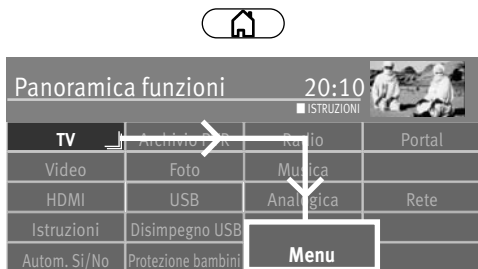 Panoramica funzioni 20:10
ISTRUZIONI
TV Archivio PVR Radio Portal
Video Foto Musica
HDMI USB Analogica Rete
Istruzioni Disimpegno USB
Menu
Autom. Si/No Protezione bambini